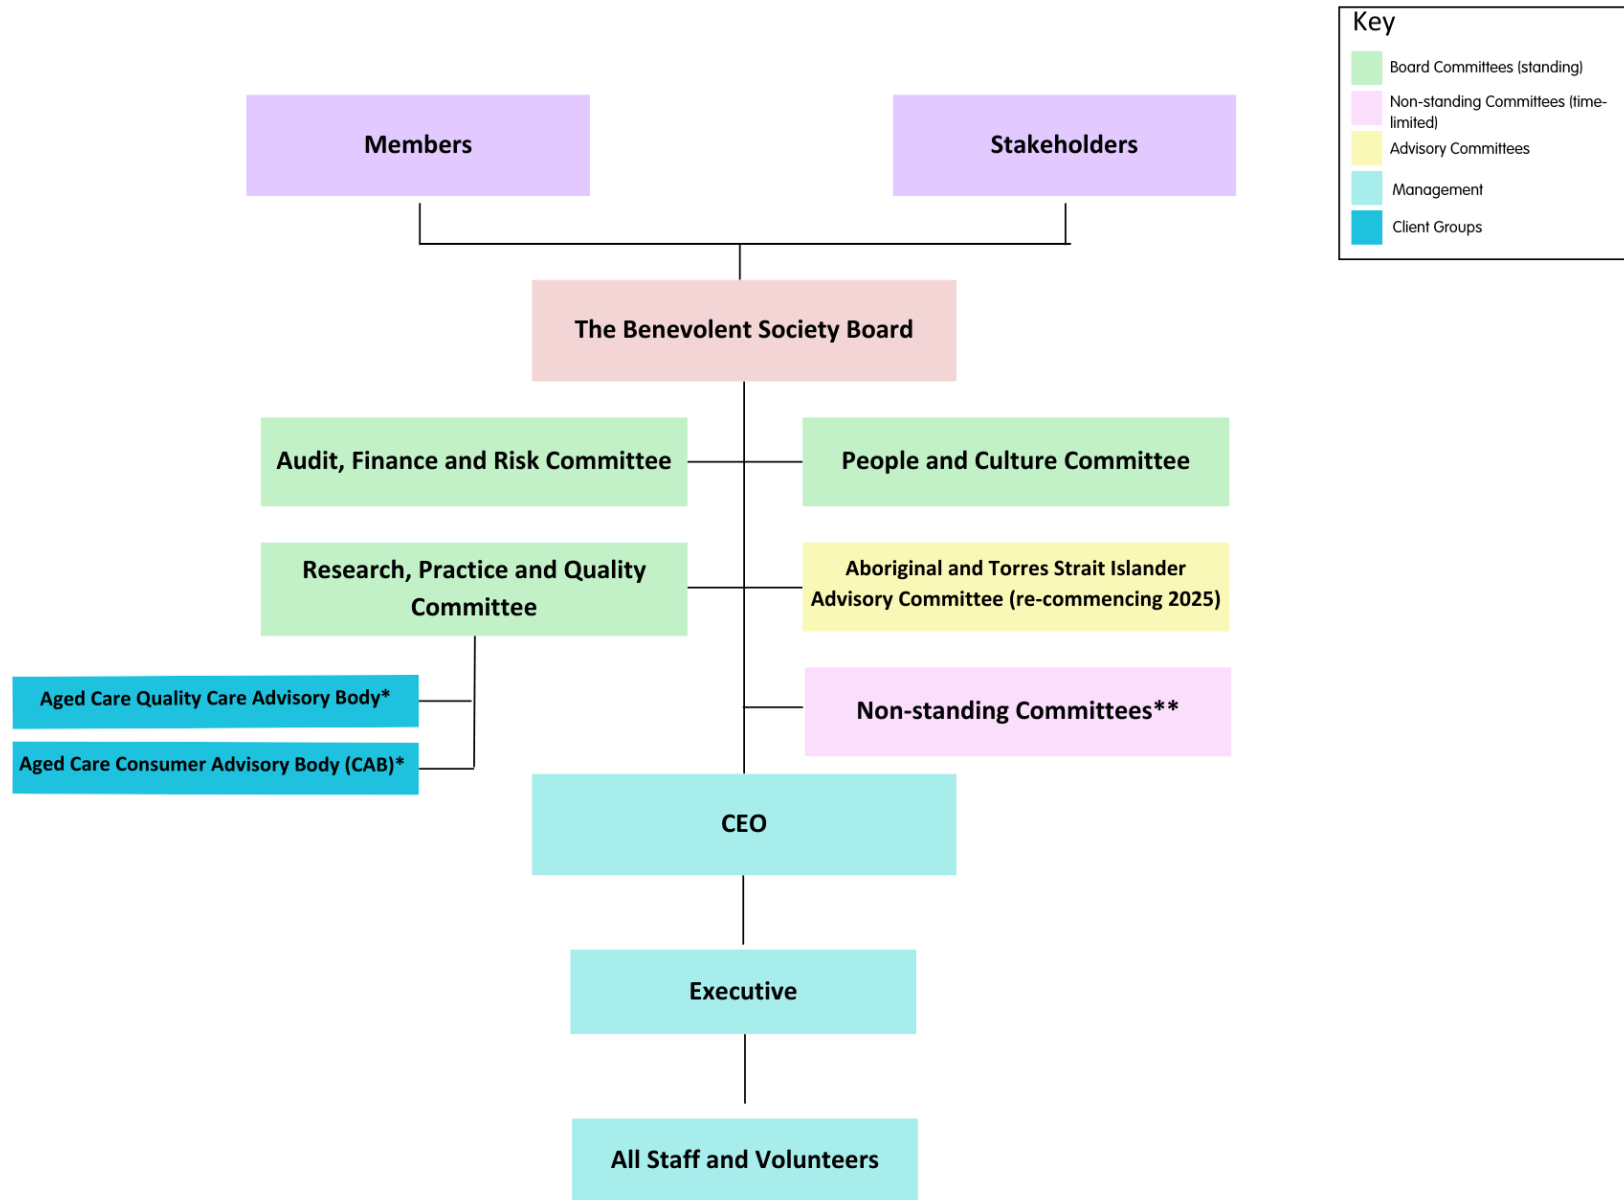 Key
Board Committees (standing)
Non-standing Committees (time-
limited)
Advisory Committees
Management
Client Groups
Members
Stakeholders
The Benevolent Society Board
Audit, Finance and Risk Committee
People and Culture Committee
Research, Practice and Quality
Committee
Aboriginal and Torres Strait Islander
Advisory Committee (re-commencing 2025)
Aged Care Quality Care Advisory Body*
Non-standing Committees**
Aged Care Consumer Advisory Body (CAB)*
CEO
Executive
All Staff and Volunteers